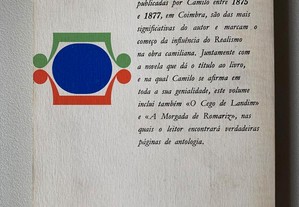 publicadas por Camilo entre 1875
e 1877, em Coimbra, são das mais
significativas do autor e marcam o
começo da influência do Realismo
na obra camiliana. Juntamente com
a novela que dá o título ao livro,
e na qual Camilo se afirma em
toda a sua genialidade, este volume
inclui também «O Cego de Landim»
e «A Morgada de Romariz», nas
quais o leitor encontrará verdadeiras
páginas de antologia.